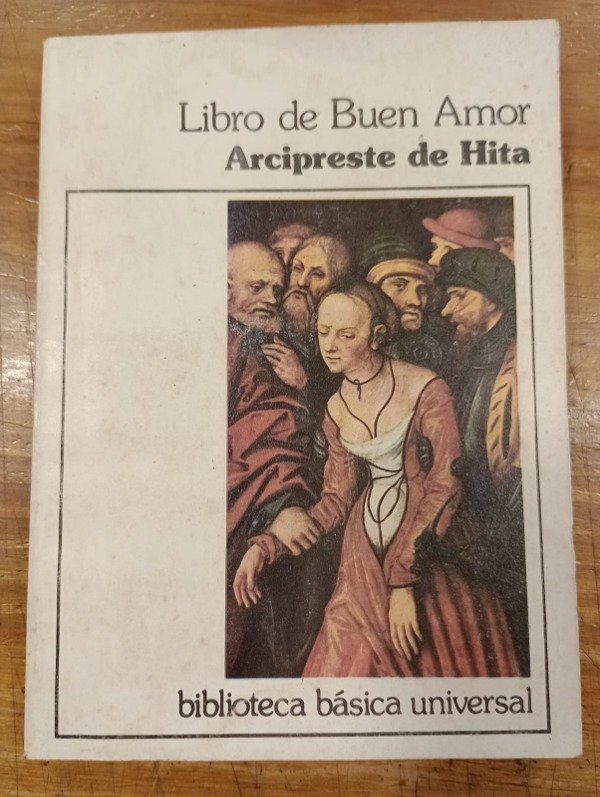 Libro de Buen Amor
Arcipreste de Hita
biblioteca básica universal